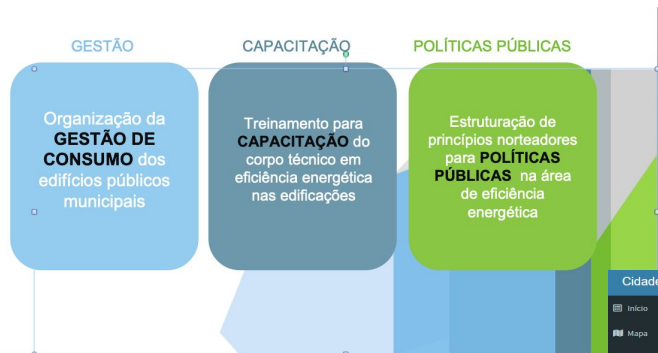 GESTÃO
CAPACITAÇÃO
POLÍTICAS PÚBLICAS
Organização da
GESTÃO DE
CONSUMO dos
edifícios públicos
municipais
Treinamento para
CAPACITAÇÃO do
corpo técnico em
eficiência energética
nas edificações
Estruturação de
princípios norteadores
para POLÍTICAS
PÚBLICAS na área
de eficiência
energética
Cidade
Início
Mapa